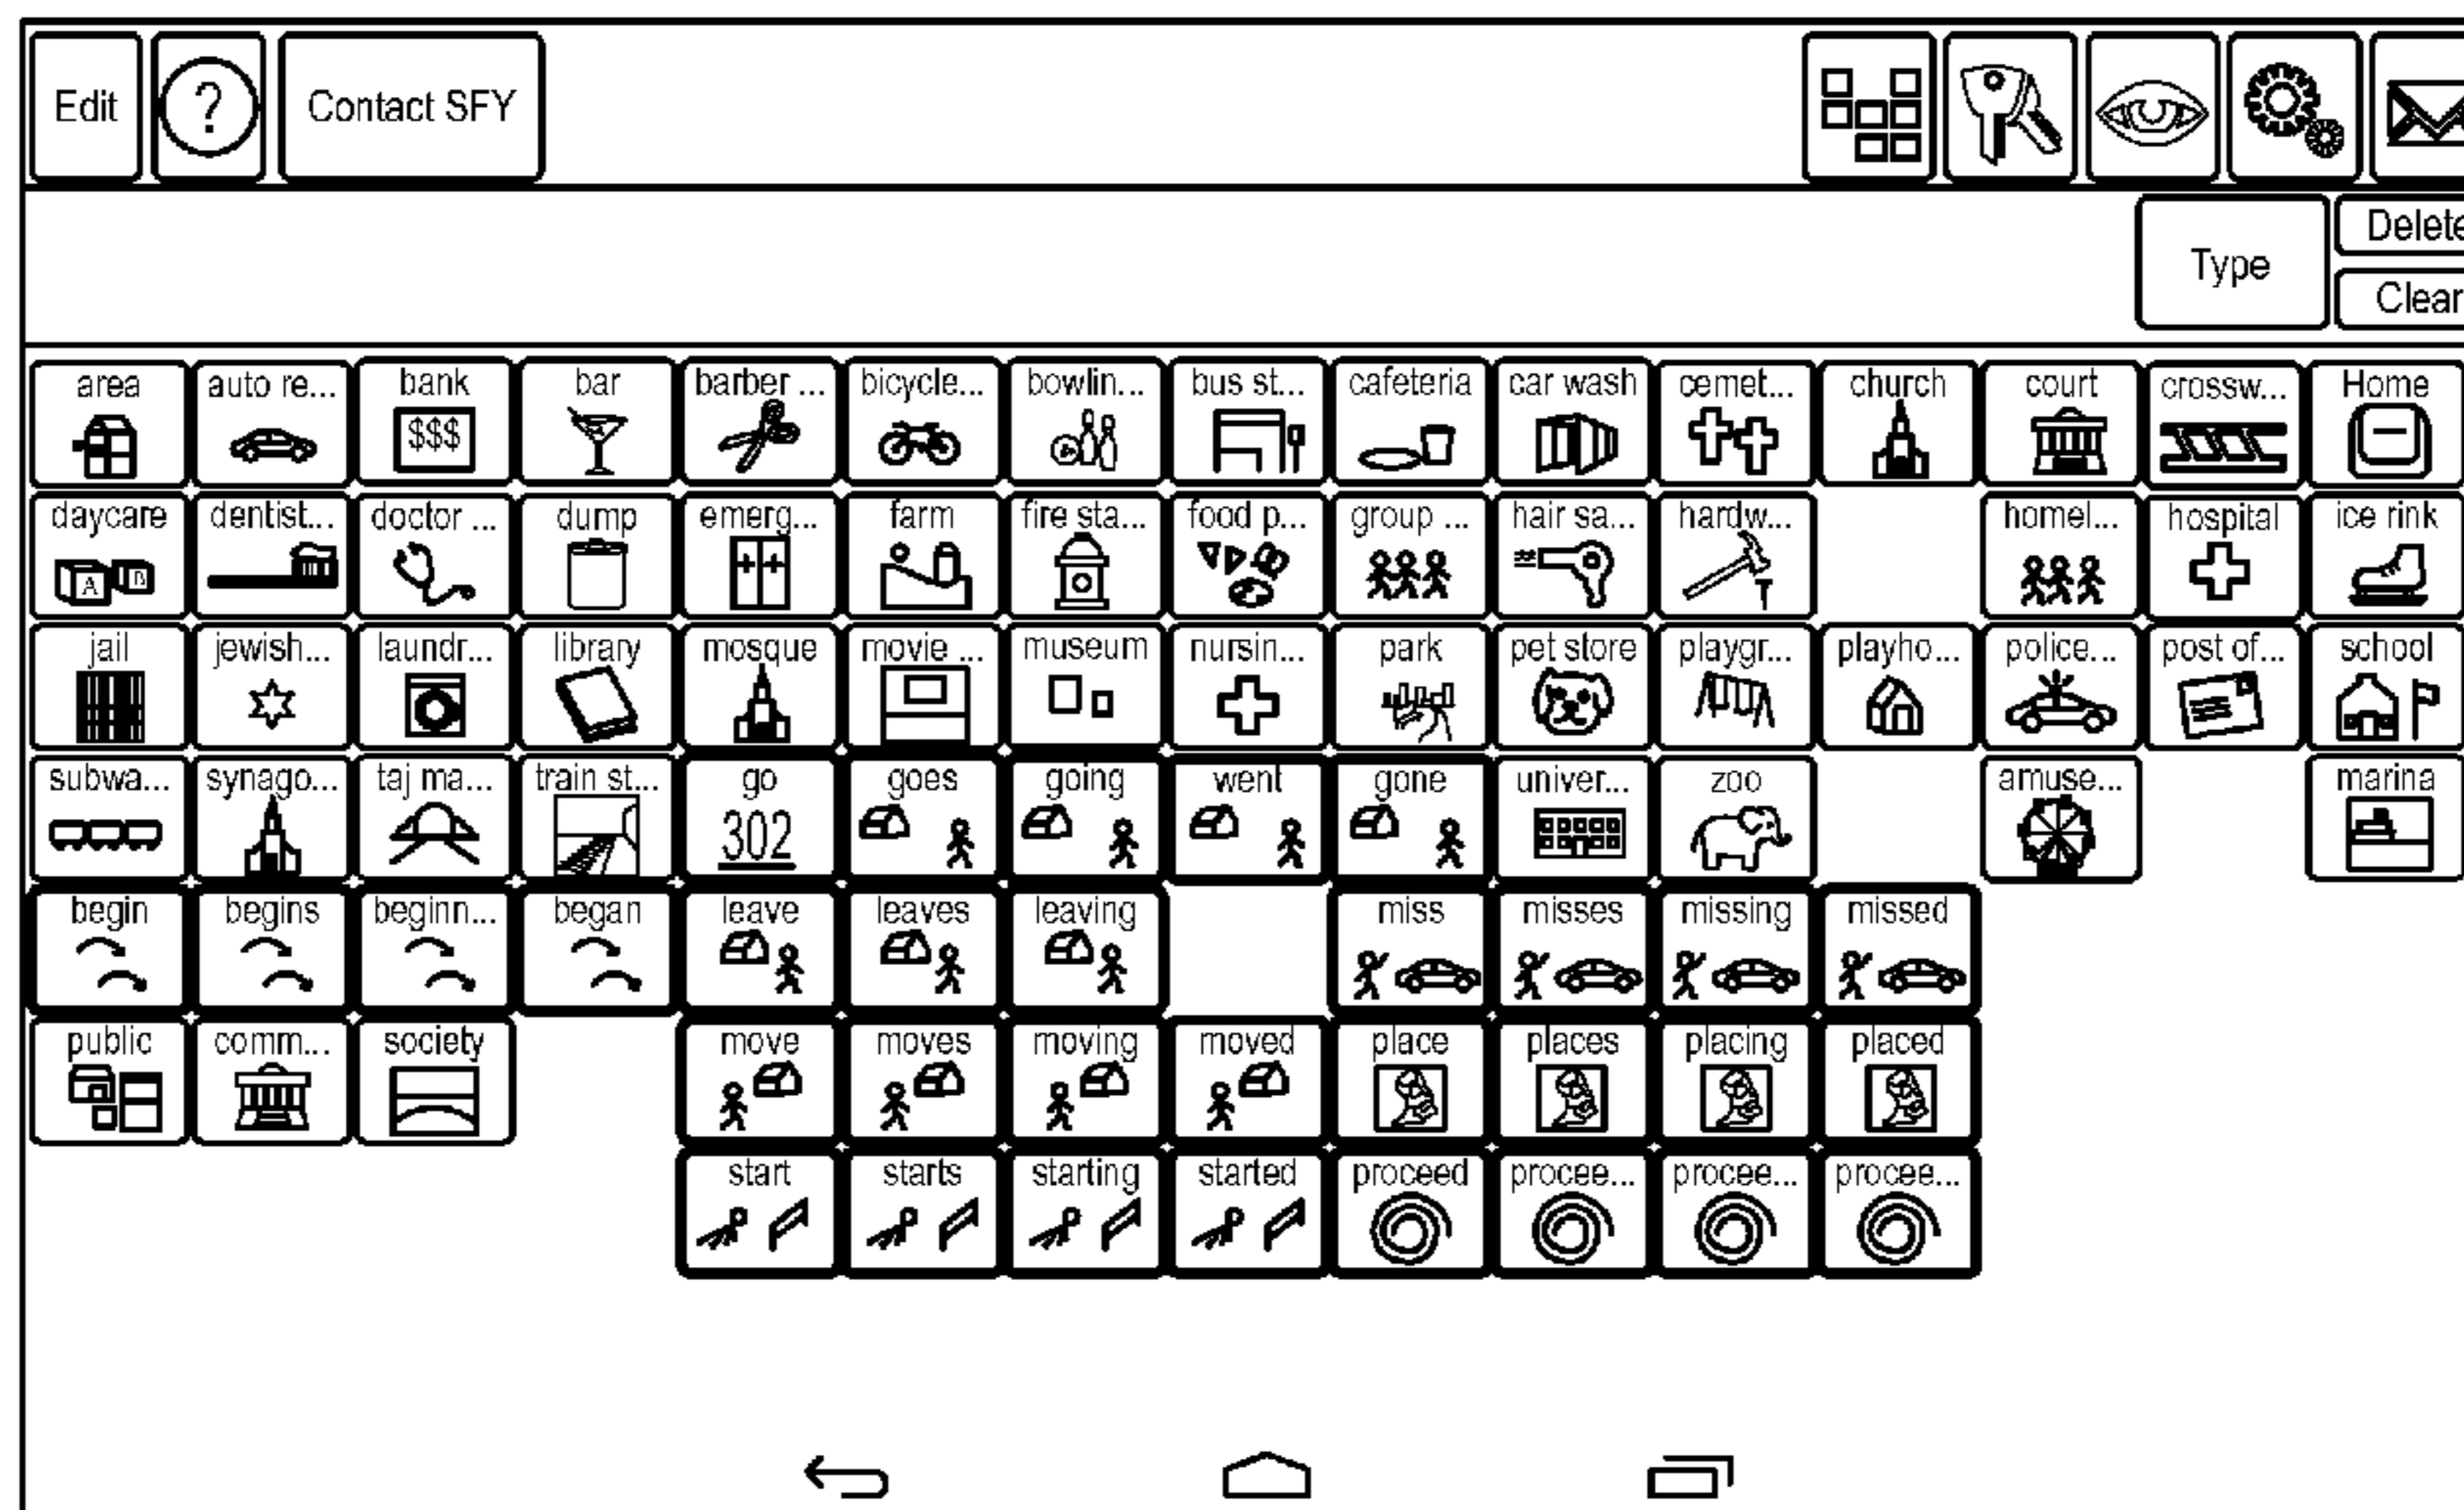 Edit ? Contact SFY
Delete
Type
Clear
area auto re... bank bar barber ... bicycle... bowlin... bus st... cafeteria car wash cemet... church court crossw... Home
$$$
daycare dentist... doctor ... dump emerg... farm fire sta... food p... group ... hair sa... hardw... homel... hospital ice rink
A B
jail jewish... laundr... library mosque movie ... museum nursin... park pet store playgr... playho... police... post of... school
subwa... synago... taj ma... train st... go goes going went gone univer... zoo amuse... marina
302
begin begins beginn... began leave leaves leaving miss misses missing missed
public comm... society move moves moving moved place places placing placed
start starts starting started proceed procee... procee... procee...